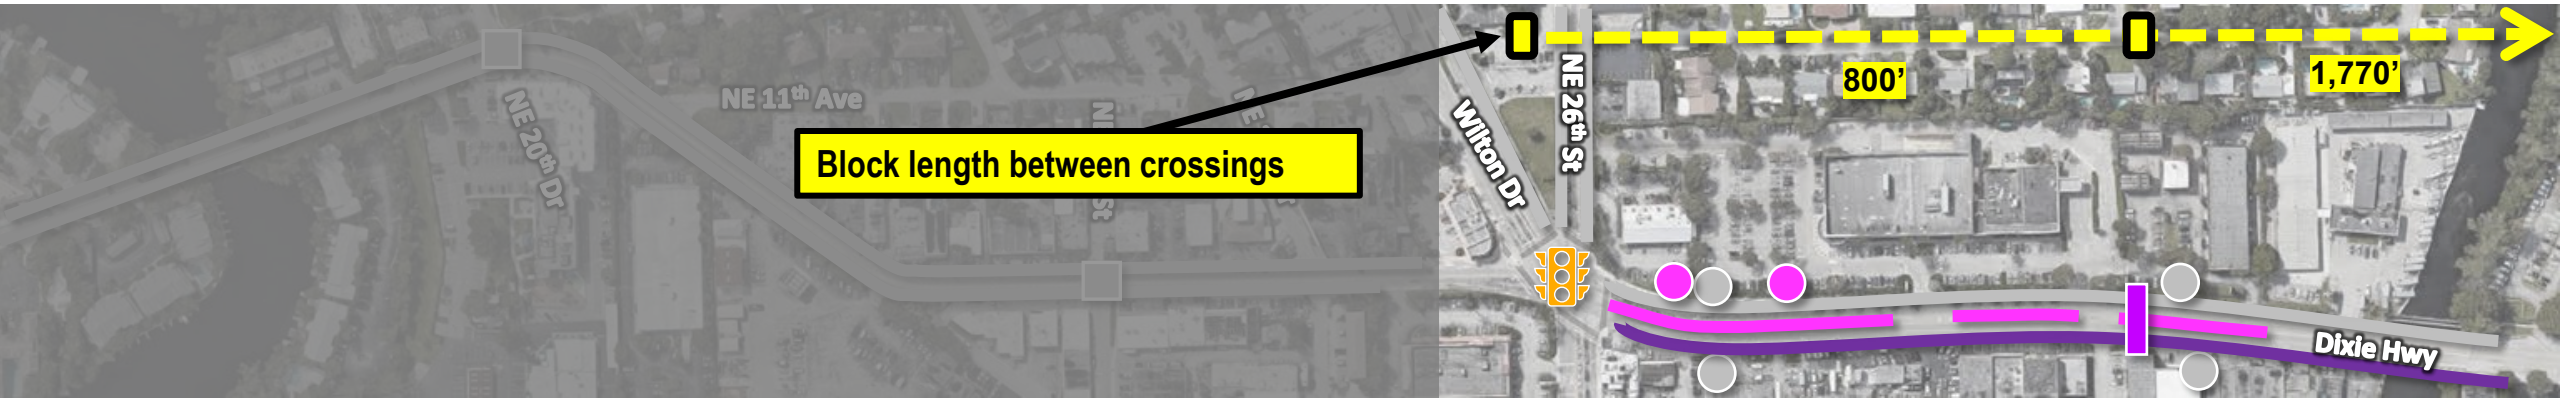 NE 20th Dr
NE 11th Ave
Block length between crossings
St
Wilton Dr
NE 26th St
800’
1,770’
Dixie Hwy